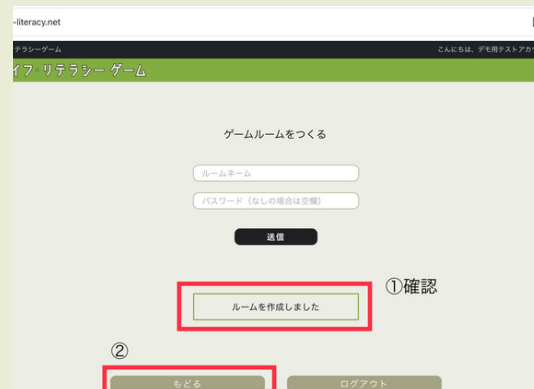 -literacy.net
テラシーゲーム
こんにちは、デモ用テストアカ
イフ・リテラシー ゲーム
ゲームルームをつくる
ルームネーム
パスワード（なしの場合は空欄）
送信
①確認
ルームを作成しました
②
もどる
ログアウト